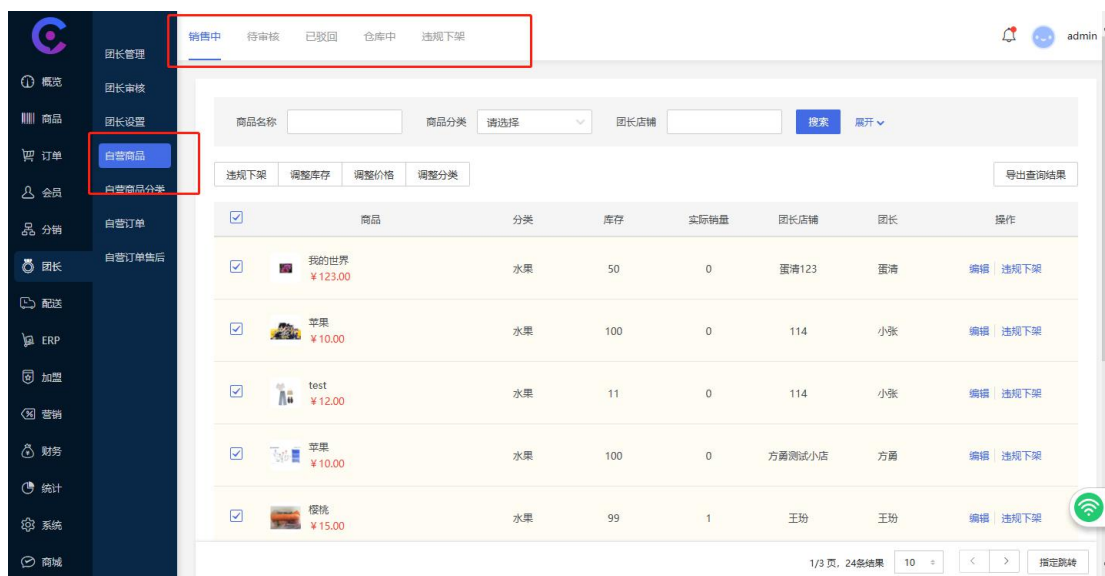 销售中 待审核 已驳回 仓库中 违规下架
admin
概览
商品
订单
会员
分销
团长
配送
ERP
加盟
营销
财务
统计
系统
商城
团长管理
团长审核
团长设置
自营商品
自营商品分类
自营订单
自营订单售后
商品名称 商品分类 请选择 团长店铺 搜索 展开
违规下架 调整库存 调整价格 调整分类 导出查询结果
商品 分类 库存 实际销量 团长店铺 团长 操作
我的世界
¥123.00
水果 50 0 蛋清123 蛋清 编辑 违规下架
苹果
¥10.00
水果 100 0 114 小张 编辑 违规下架
test
¥12.00
水果 11 0 114 小张 编辑 违规下架
苹果
¥10.00
水果 100 0 方勇测试小店 方勇 编辑 违规下架
樱桃
¥15.00
水果 99 1 王玢 王玢 编辑 违规下架
1/3 页，24条结果 10 < > 指定跳转